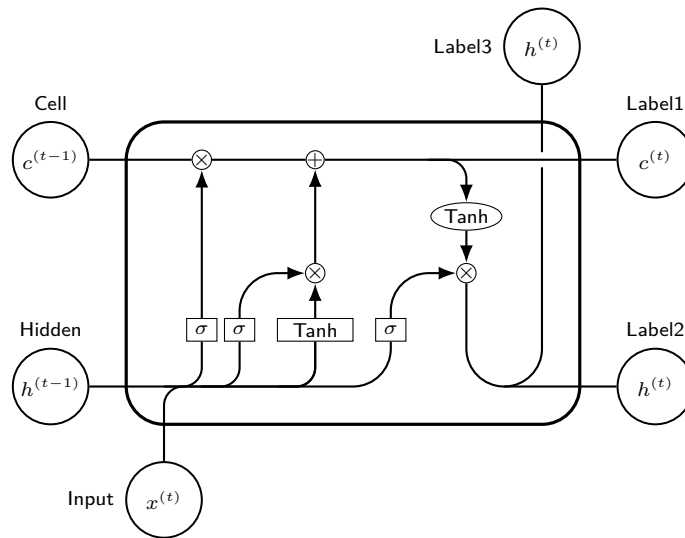 Label3
h^{(t)}
Cell
Label1
c^{(t-1)}
×
+
c^{(t)}
Tanh
×
×
Hidden
σ
σ
Tanh
σ
Label2
h^{(t-1)}
h^{(t)}
Input
x^{(t)}